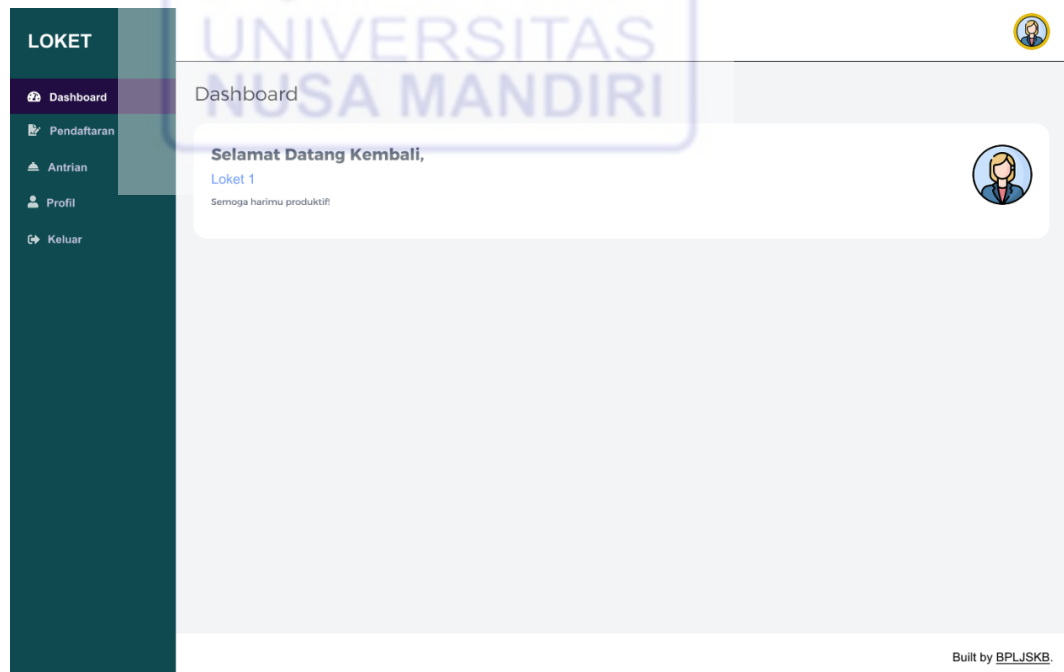 LOKET
UNIVERSITAS
NUSA MANDIRI
Dashboard
Pendaftaran
Antrian
Profil
Keluar
Dashboard
Selamat Datang Kembali,
Loket 1
Semoga harimu produktif!
Built by BPLJSKB.